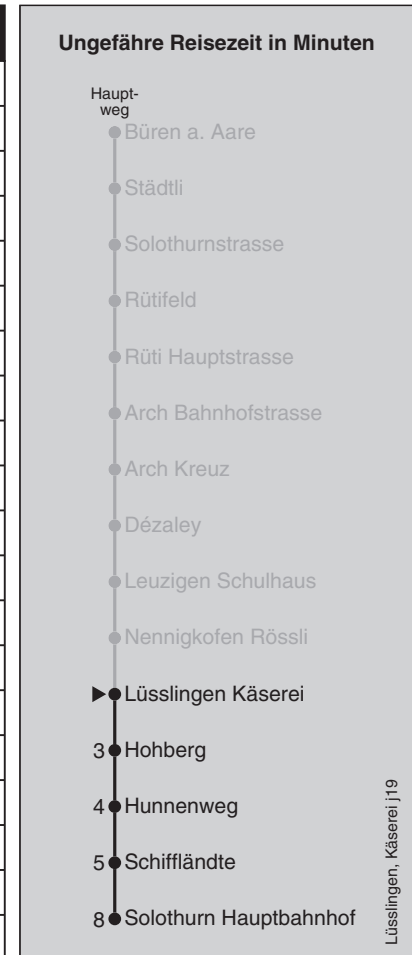 Ungefähre Reisezeit in Minuten
Haupt-
weg
Büren a. Aare
Städtli
Solothurnstrasse
Rütifeld
Rüti Hauptstrasse
Arch Bahnhofstrasse
Arch Kreuz
Dézaley
Leuzigen Schulhaus
Nennigkofen Rössli
Lüsslingen Käserei
3 Hohberg
4 Hunnenweg
5 Schiffländte
8 Solothurn Hauptbahnhof
Lüsslingen, Käserei j19